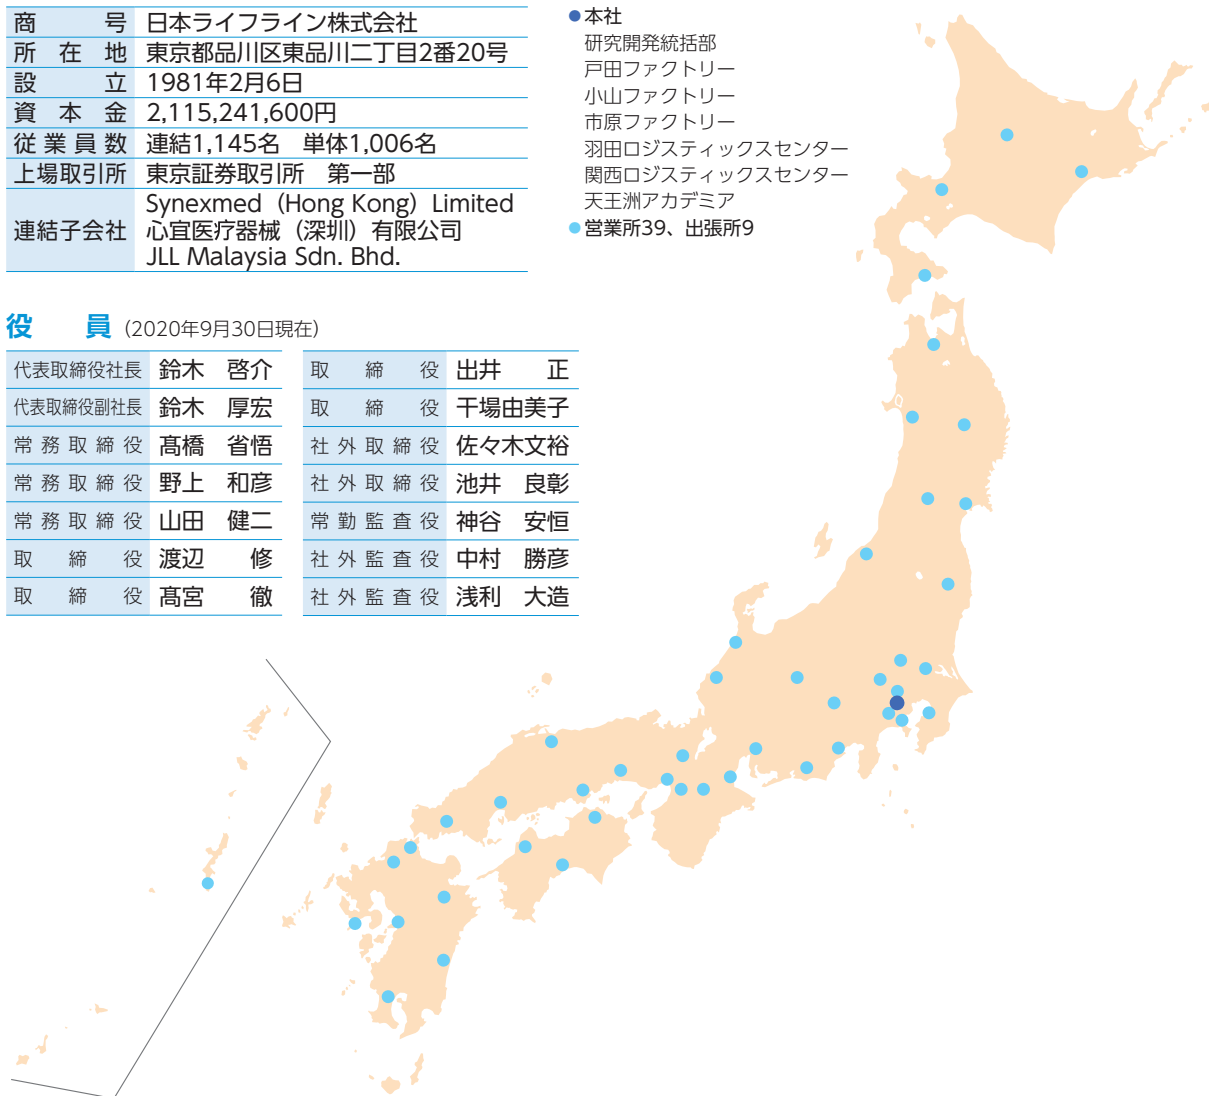 商号 日本ライフライン株式会社
所在地 東京都品川区東品川二丁目2番20号
設立 1981年2月6日
資本金 2,115,241,600円
従業員数 連結1,145名 単体1,006名
上場取引所 東京証券取引所 第一部
連結子会社 Synexmed（Hong Kong）Limited
心宜医疗器械（深圳）有限公司
JLL Malaysia Sdn. Bhd.
役員（2020年9月30日現在）
代表取締役社長 鈴木 啓介
代表取締役副社長 鈴木 厚宏
常務取締役 髙橋 省悟
常務取締役 野上 和彦
常務取締役 山田 健二
取締役 渡辺 修
取締役 髙宮 徹
取締役 出井 正
取締役 干場由美子
社外取締役 佐々木文裕
社外取締役 池井 良彰
常勤監査役 神谷 安恒
社外監査役 中村 勝彦
社外監査役 浅利 大造
●本社
研究開発統括部
戸田ファクトリー
小山ファクトリー
市原ファクトリー
羽田ロジスティックスセンター
関西ロジスティックスセンター
天王洲アカデミア
●営業所39、出張所9